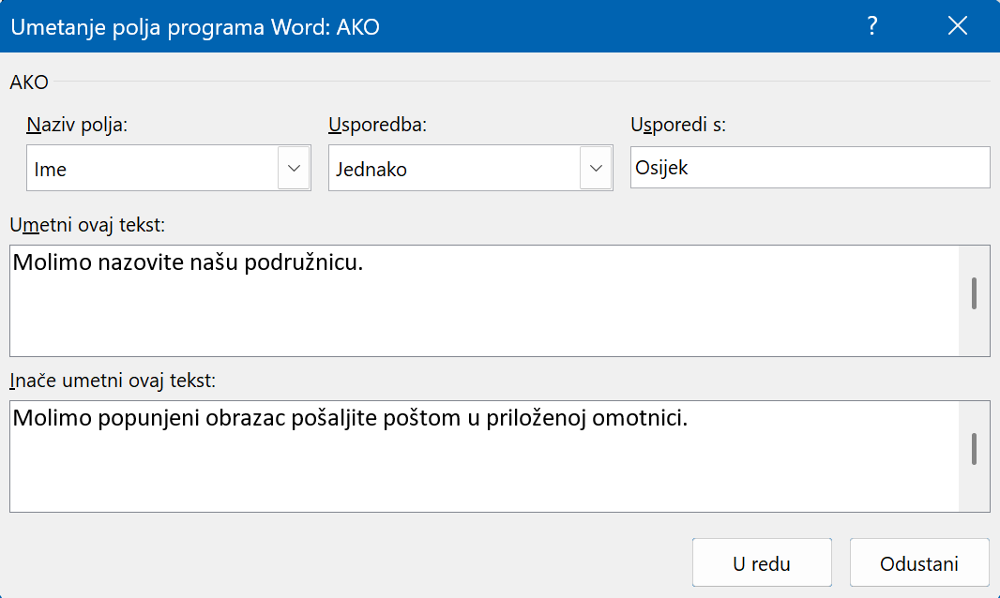 Umetanje polja programa Word: AKO ?
AKO
Naziv polja: Usporedba: Usporedi s:
Ime Jednako Osijek
Umetni ovaj tekst:
Molimo nazovite našu podružnicu.
Inače umetni ovaj tekst:
Molimo popunjeni obrazac pošaljite poštom u priloženoj omotnici.
U redu Odustani